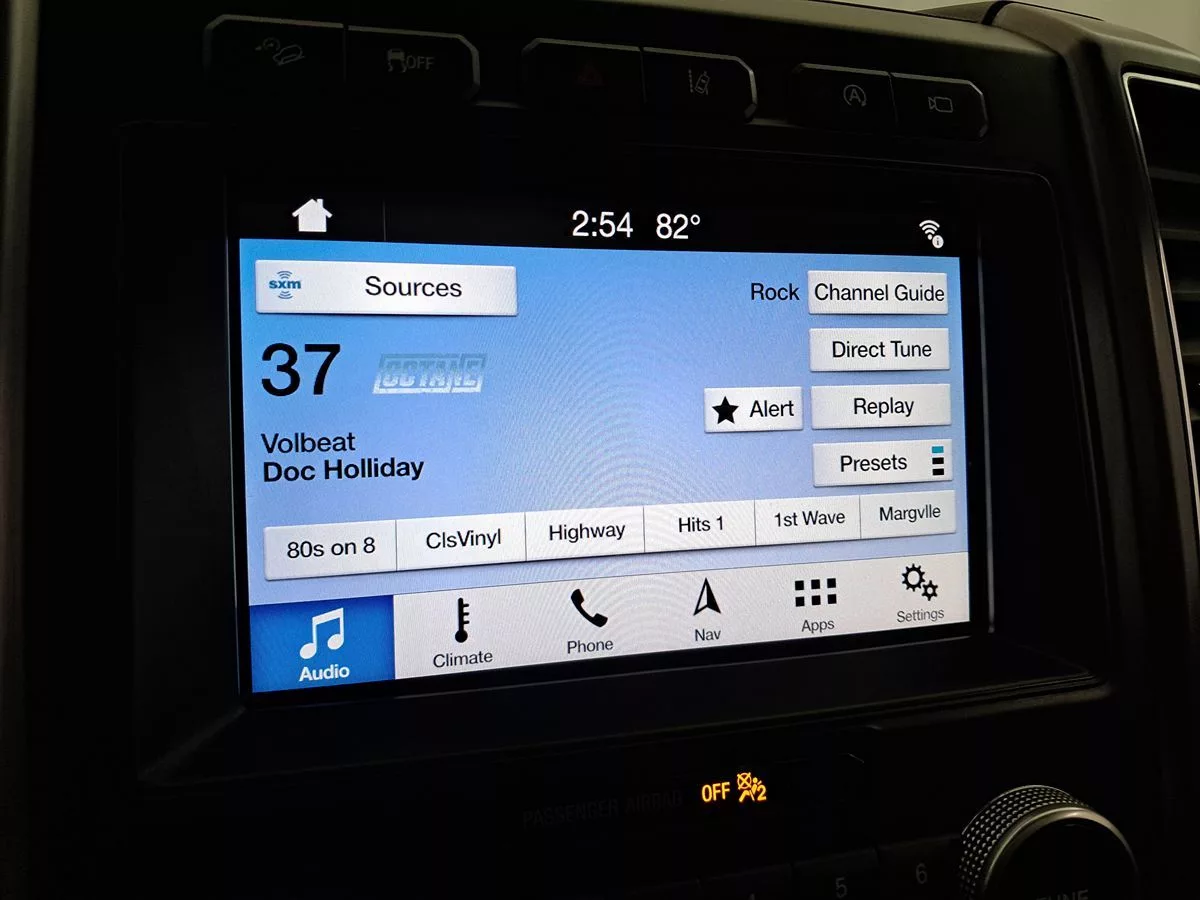 OFF
A
2:54 82°
sxm Sources
Rock Channel Guide
37 OCTANE
Direct Tune
Alert Replay
Volbeat
Doc Holliday
Presets
80s on 8 ClsVinyl Highway Hits 1 1st Wave Margvlle
Audio Climate Phone Nav Apps Settings
PASSENGER AIRBAG OFF 2
5 6
TUNE